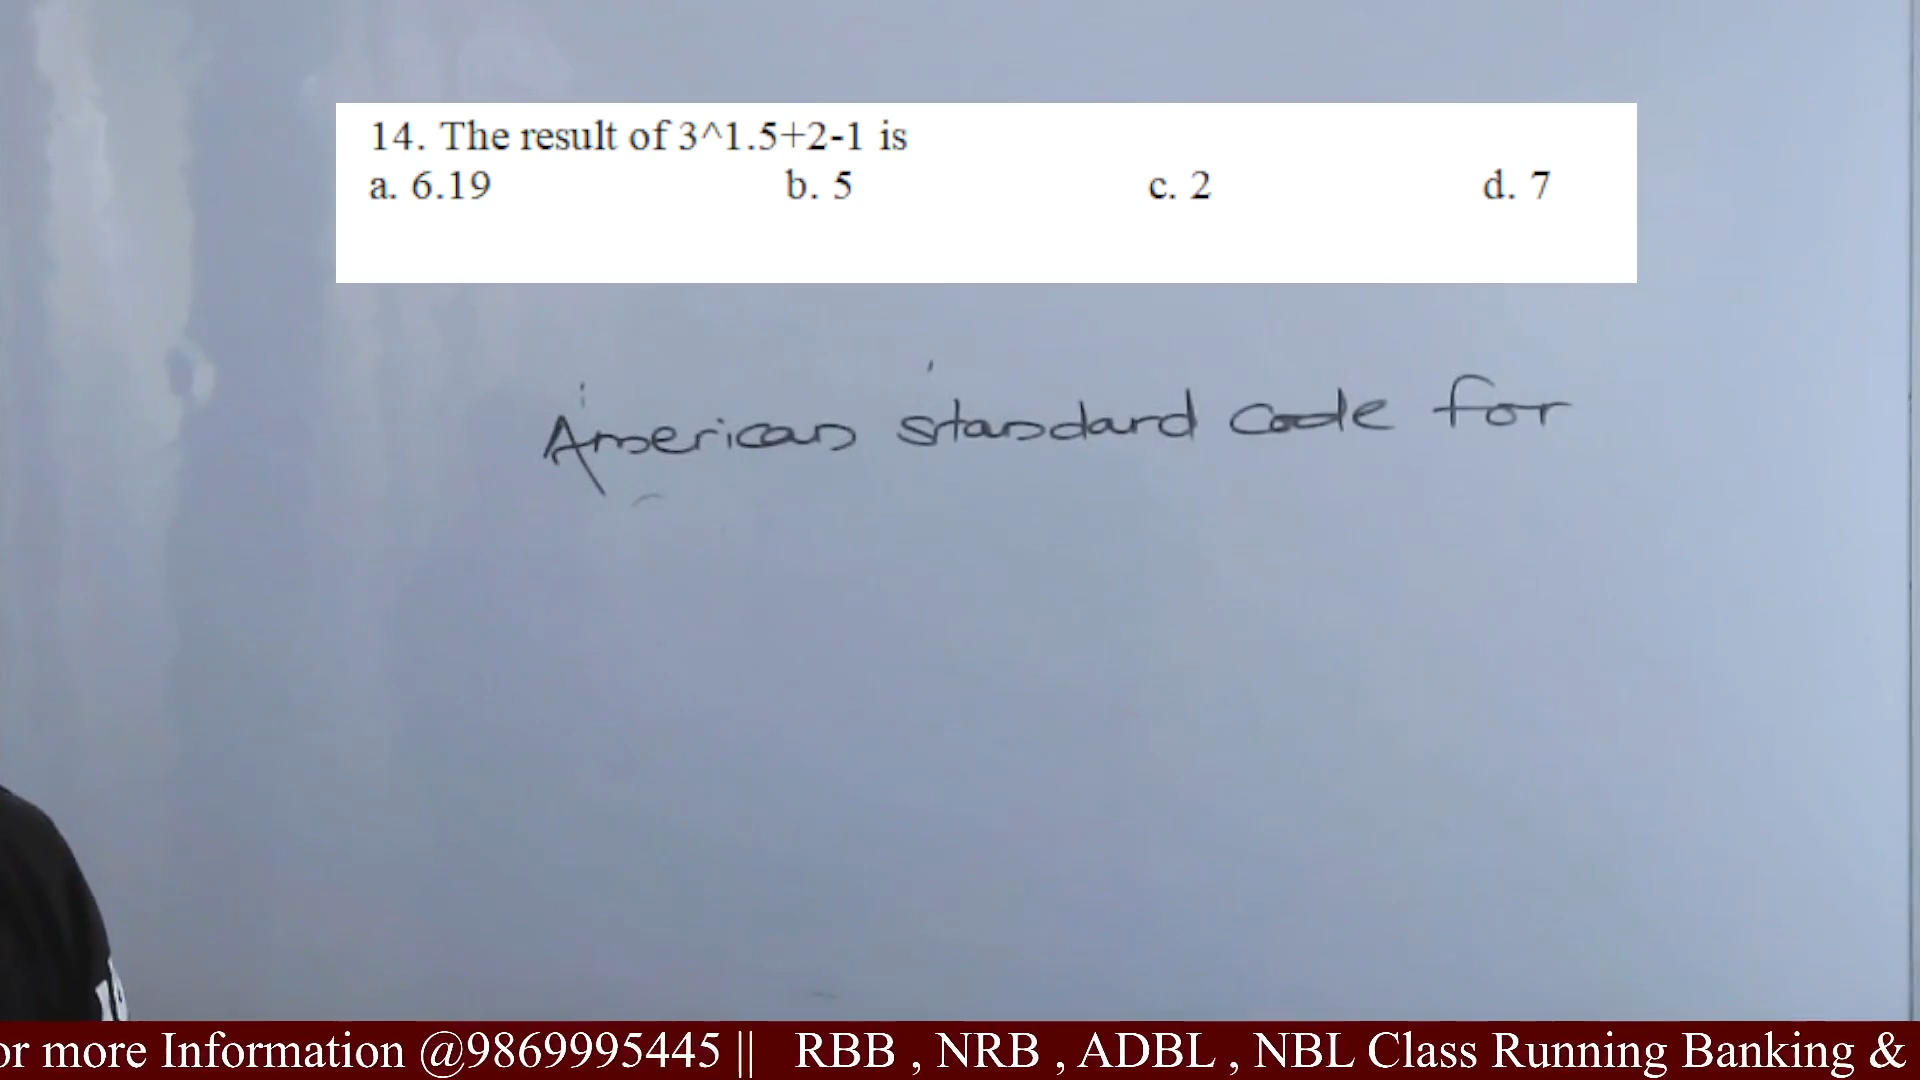 14. The result of 3^1.5+2-1 is
a. 6.19 b. 5 c. 2 d. 7
American standard code for
or more Information @9869995445 || RBB , NRB , ADBL , NBL Class Running Banking &